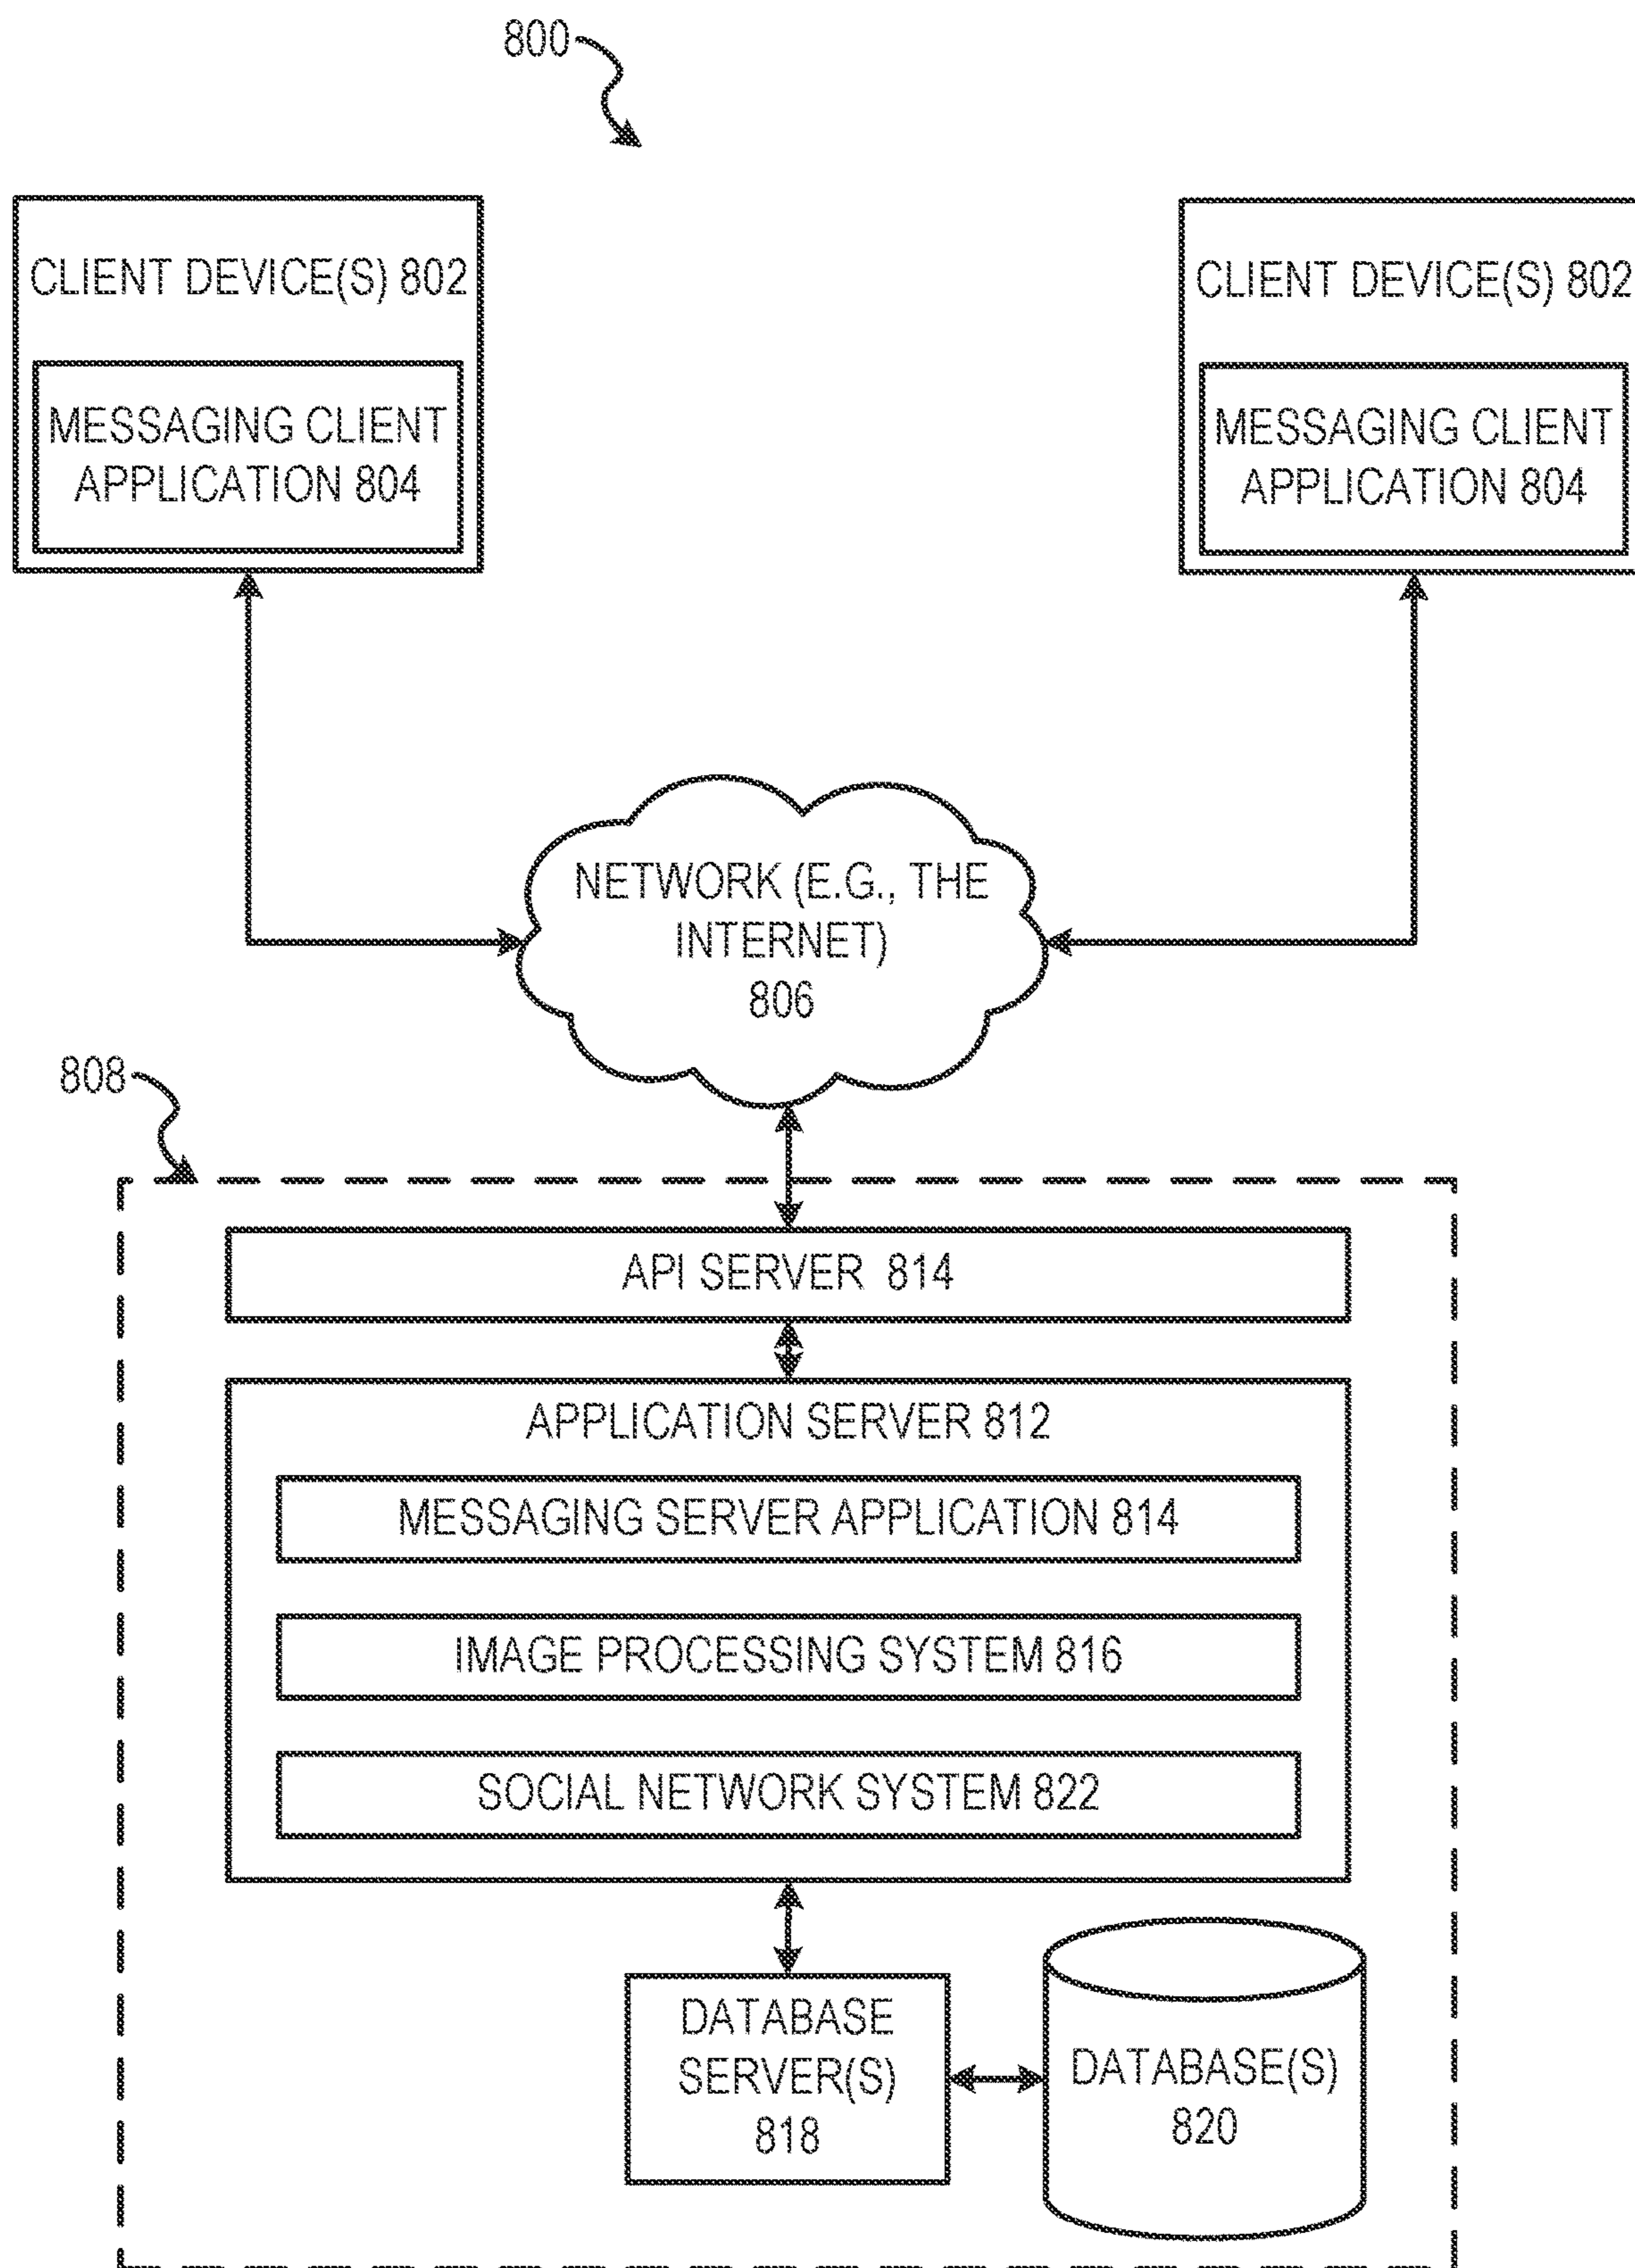 800
CLIENT DEVICE(S) 802
MESSAGING CLIENT
APPLICATION 804
CLIENT DEVICE(S) 802
MESSAGING CLIENT
APPLICATION 804
NETWORK (E.G., THE
INTERNET)
806
808
API SERVER 814
APPLICATION SERVER 812
MESSAGING SERVER APPLICATION 814
IMAGE PROCESSING SYSTEM 816
SOCIAL NETWORK SYSTEM 822
DATABASE
SERVER(S)
818
DATABASE(S)
820